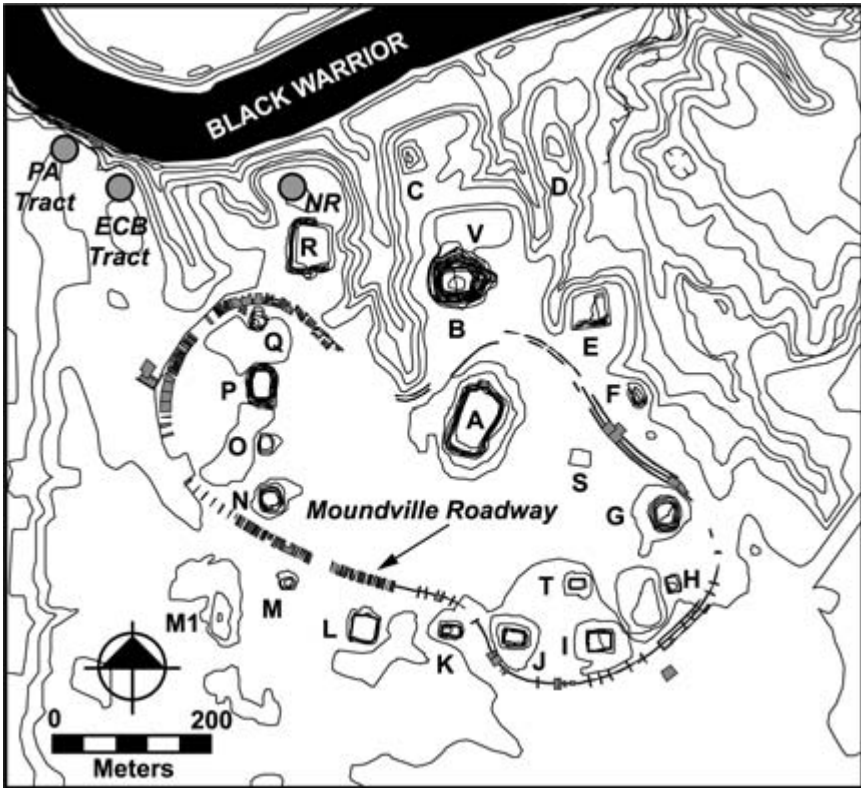 BLACK WARRIOR
PA
Tract
ECB
Tract
NR
C
D
R
V
B
E
Q
P
F
A
O
S
N
Moundville Roadway
G
T
H
M
M1
L
K
J
I
0
200
Meters